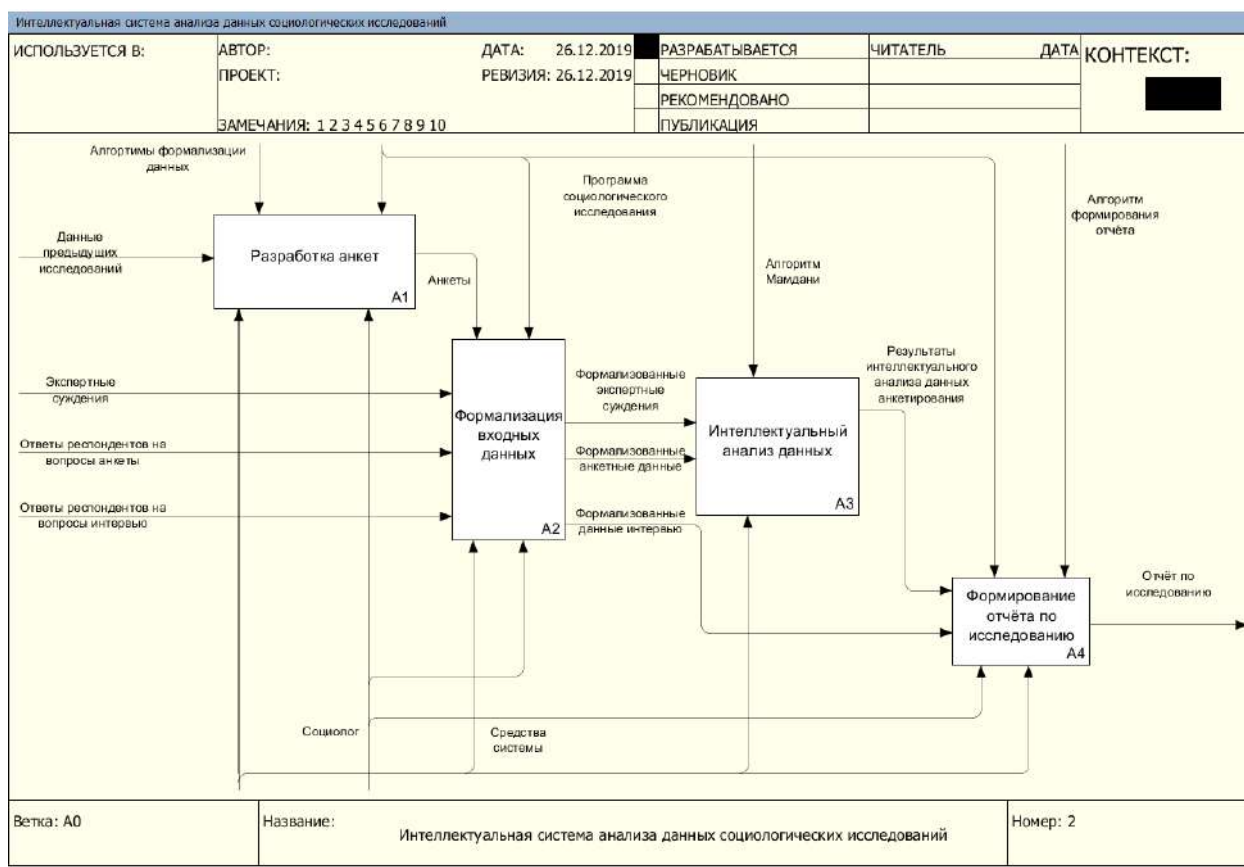 Интеллектуальная система анализа данных социологических исследований
ИСПОЛЬЗУЕТСЯ В:
АВТОР:
ДАТА: 26.12.2019
ПРОЕКТ:
РЕВИЗИЯ: 26.12.2019
ЗАМЕЧАНИЯ: 1 2 3 4 5 6 7 8 9 10
РАЗРАБАТЫВАЕТСЯ
ЧЕРНОВИК
РЕКОМЕНДОВАНО
ПУБЛИКАЦИЯ
ЧИТАТЕЛЬ
ДАТА
КОНТЕКСТ:
Алгортимы формализации
данных
Программа
социологического
исследования
Алгоритм
формирования
отчёта
Данные
предыдущих
исследований
Разработка анкет
A1
Анкеты
Алгоритм
Мамдани
Экспертные
суждения
Ответы респондентов на
вопросы анкеты
Ответы респондентов на
вопросы интервью
Формализация
входных
данных
A2
Формализованные
экспертные
суждения
Формализованные
анкетные данные
Формализованные
данные интервью
Интеллектуальный
анализ данных
A3
Результаты
интеллектуального
анализа данных
анкетирования
Формирование
отчёта по
исследованию
A4
Отчёт по
исследованию
Социолог
Средства
системы
Ветка: A0
Название:
Интеллектуальная система анализа данных социологических исследований
Номер: 2